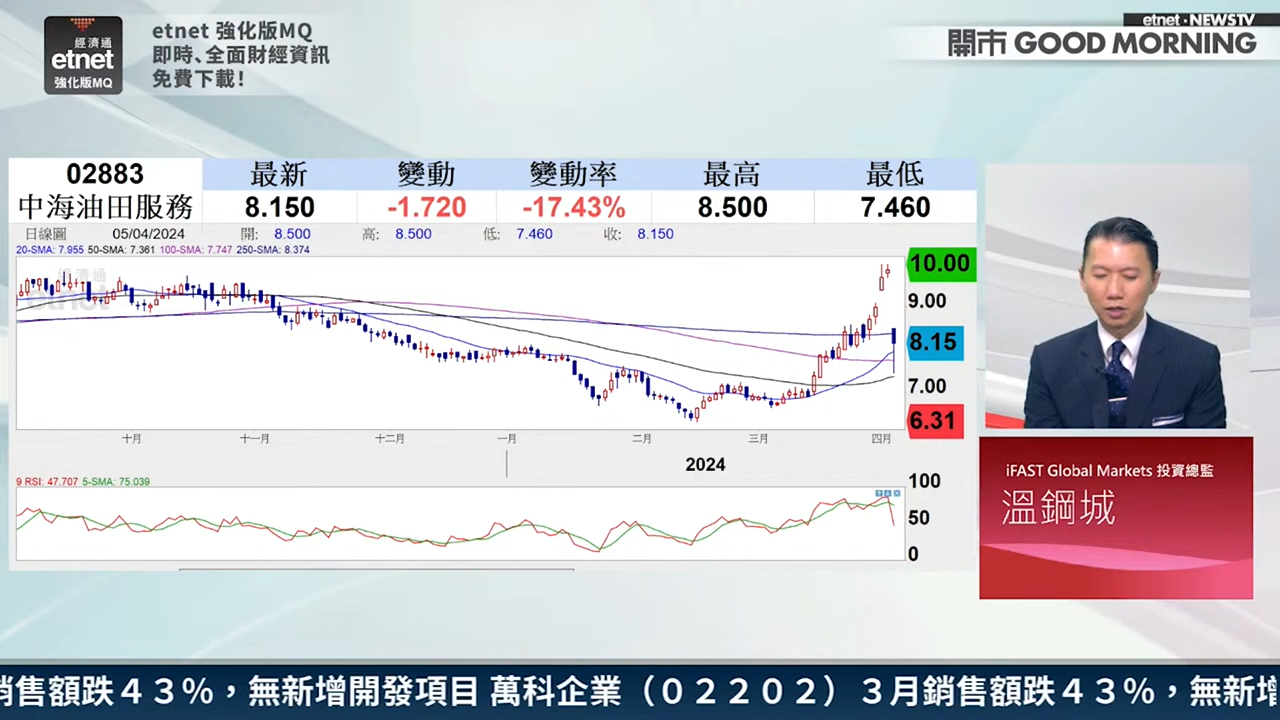 經濟通
etnet
強化版MQ
etnet 強化版MQ
即時、全面財經資訊
免費下載！
etnet·NEWSTV
開市 GOOD MORNING
02883 最新 變動 變動率 最高 最低
中海油田服務 8.150 -1.720 -17.43% 8.500 7.460
日線圖 05/04/2024 開: 8.500 高: 8.500 低: 7.460 收: 8.150
20-SMA: 7.955 50-SMA: 7.361 100-SMA: 7.747 250-SMA: 8.374
經濟通
etnet
10.00
9.00
8.15
7.00
6.31
十月 十一月 十二月 一月 二月 三月 四月
2024
9 RSI: 47.707 5-SMA: 75.039
100
50
0
iFAST Global Markets 投資總監
溫鋼城
銷售額跌４３％，無新增開發項目 萬科企業（０２２０２）３月銷售額跌４３％，無新增